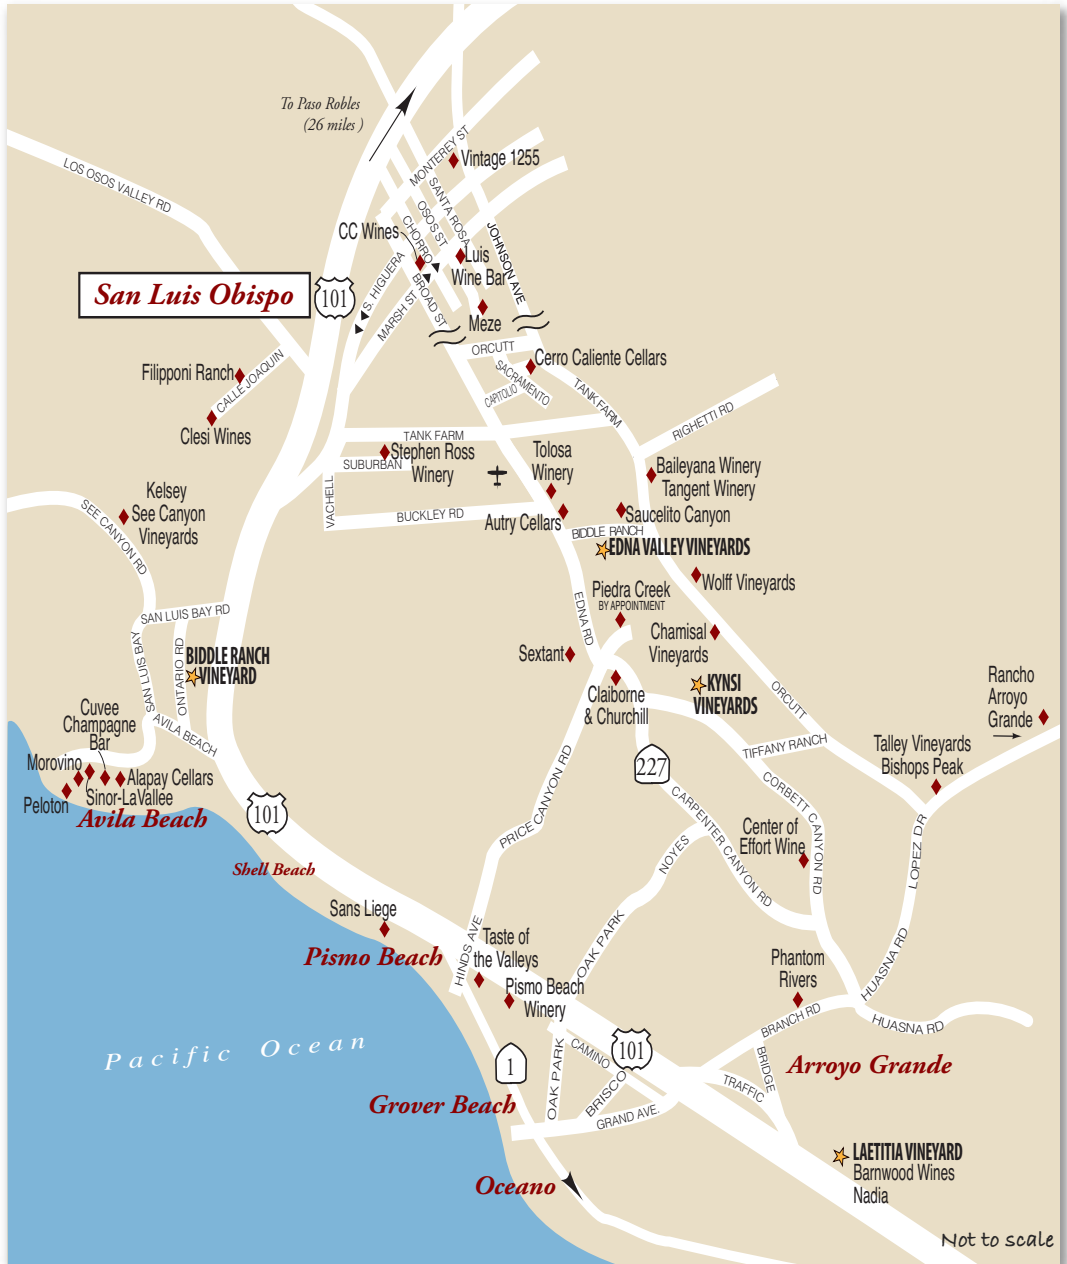 To Paso Robles
(26 miles )
MONTEREY ST
Vintage 1255
LOS OSOS VALLEY RD
SANTA ROSA
OSOS ST
CHORRO
JOHNSON AVE
CC Wines
Luis
Wine Bar
S. HIGUERA
BROAD ST
MARSH ST
San Luis Obispo
101
Meze
ORCUTT
Cerro Caliente Cellars
SACRAMENTO
CAPITOLIO
TANK FARM
Filipponi Ranch
CALLE JOAQUIN
Clesi Wines
RIGHETTI RD
TANK FARM
Stephen Ross
Winery
SUBURBAN
Tolosa
Winery
Baileyana Winery
Tangent Winery
VACHELL
BUCKLEY RD
Autry Cellars
Saucelito Canyon
BIDDLE RANCH
EDNA VALLEY VINEYARDS
Kelsey
See Canyon
Vineyards
SEE CANYON RD
Wolff Vineyards
Piedra Creek
BY APPOINTMENT
EDNA RD
SAN LUIS BAY RD
Chamisal
Vineyards
SAN LUIS BAY
ONTARIO RD
BIDDLE RANCH
VINEYARD
Sextant
Claiborne
& Churchill
KYNSI
VINEYARDS
ORCUTT
Rancho
Arroyo
Grande
Cuvee
Champagne
Bar
AVILA BEACH
TIFFANY RANCH
Talley Vineyards
Bishops Peak
227
Morovino
Alapay Cellars
Peloton
Sinor-LaVallee
Avila Beach
101
PRICE CANYON RD
CARPENTER CANYON RD
CORBETT CANYON RD
Center of
Effort Wine
NOYES
LOPEZ DR
Shell Beach
Sans Liege
Pismo Beach
HINDS AVE
Taste of
the Valleys
OAK PARK
Pismo Beach
Winery
Phantom
Rivers
HUASNA RD
BRANCH RD
HUASNA RD
Pacific Ocean
1
CAMINO
101
OAK PARK
BRISCO
BRIDGE
TRAFFIC
Arroyo Grande
Grover Beach
GRAND AVE.
Oceano
LAETITIA VINEYARD
Barnwood Wines
Nadia
Not to scale